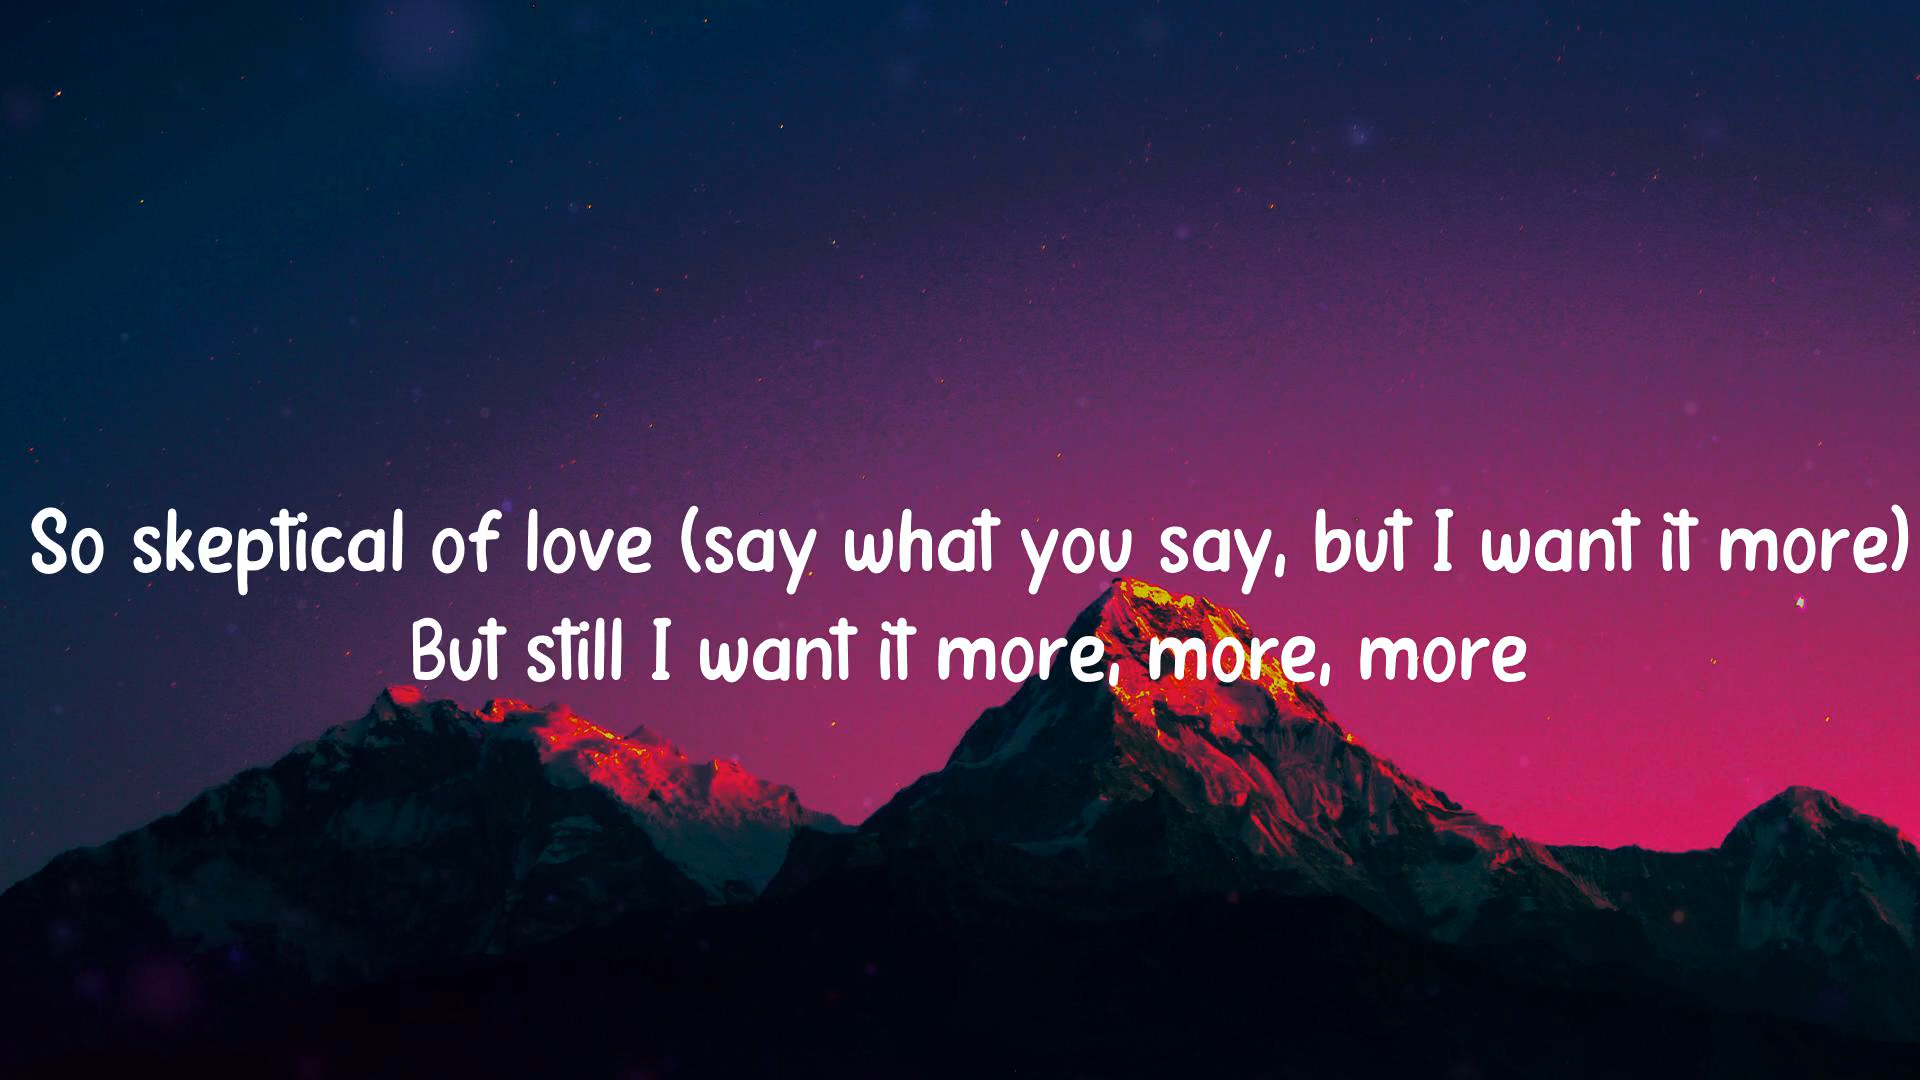 So skeptical of love (say what you say, but I want it more)
But still I want it more, more, more